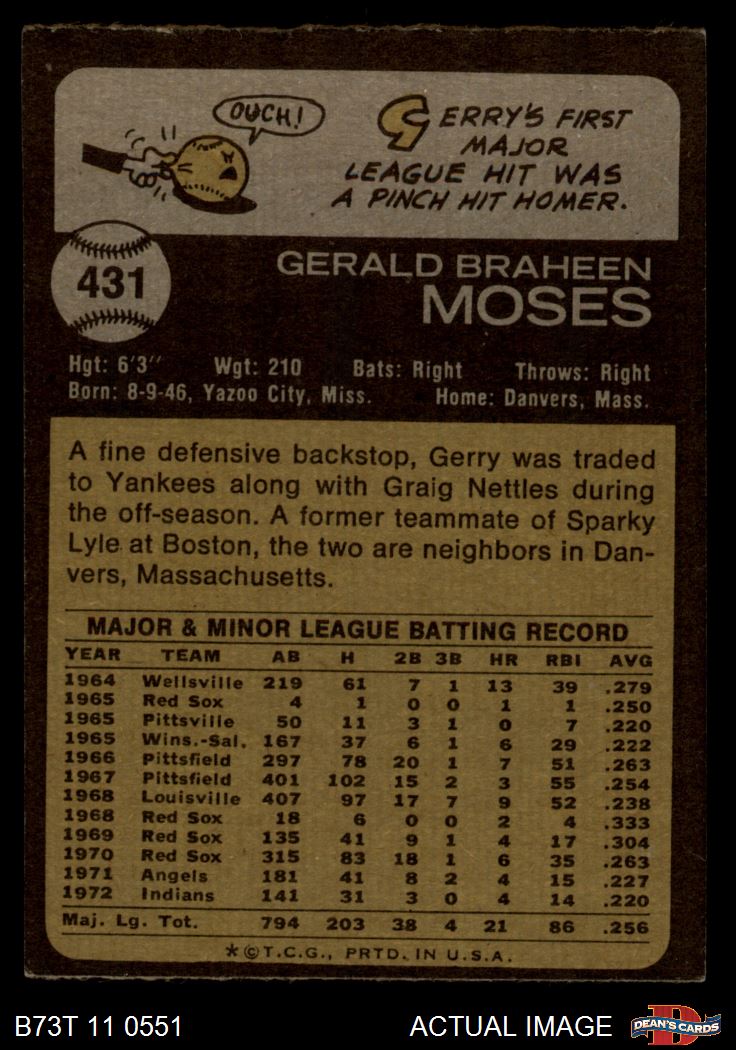 OUCH!
GERRY'S FIRST
MAJOR
LEAGUE HIT WAS
A PINCH HIT HOMER.
431
GERALD BRAHEEN
MOSES
Hgt: 6'3" Wgt: 210 Bats: Right Throws: Right
Born: 8-9-46, Yazoo City, Miss. Home: Danvers, Mass.
A fine defensive backstop, Gerry was traded
to Yankees along with Graig Nettles during
the off-season. A former teammate of Sparky
Lyle at Boston, the two are neighbors in Dan-
vers, Massachusetts.
MAJOR & MINOR LEAGUE BATTING RECORD
YEAR TEAM AB H 2B 3B HR RBI AVG
1964 Wellsville 219 61 7 1 13 39 .279
1965 Red Sox 4 1 0 0 1 1 .250
1965 Pittsville 50 11 3 1 0 7 .220
1965 Wins.-Sal. 167 37 6 1 6 29 .222
1966 Pittsfield 297 78 20 1 7 51 .263
1967 Pittsfield 401 102 15 2 3 55 .254
1968 Louisville 407 97 17 7 9 52 .238
1968 Red Sox 18 6 0 0 2 4 .333
1969 Red Sox 135 41 9 1 4 17 .304
1970 Red Sox 315 83 18 1 6 35 .263
1971 Angels 181 41 8 2 4 15 .227
1972 Indians 141 31 3 0 4 14 .220
Maj. Lg. Tot. 794 203 38 4 21 86 .256
*©T.C.G., PRTD. IN U.S.A.
B73T 11 0551 ACTUAL IMAGE DEAN'S CARDS